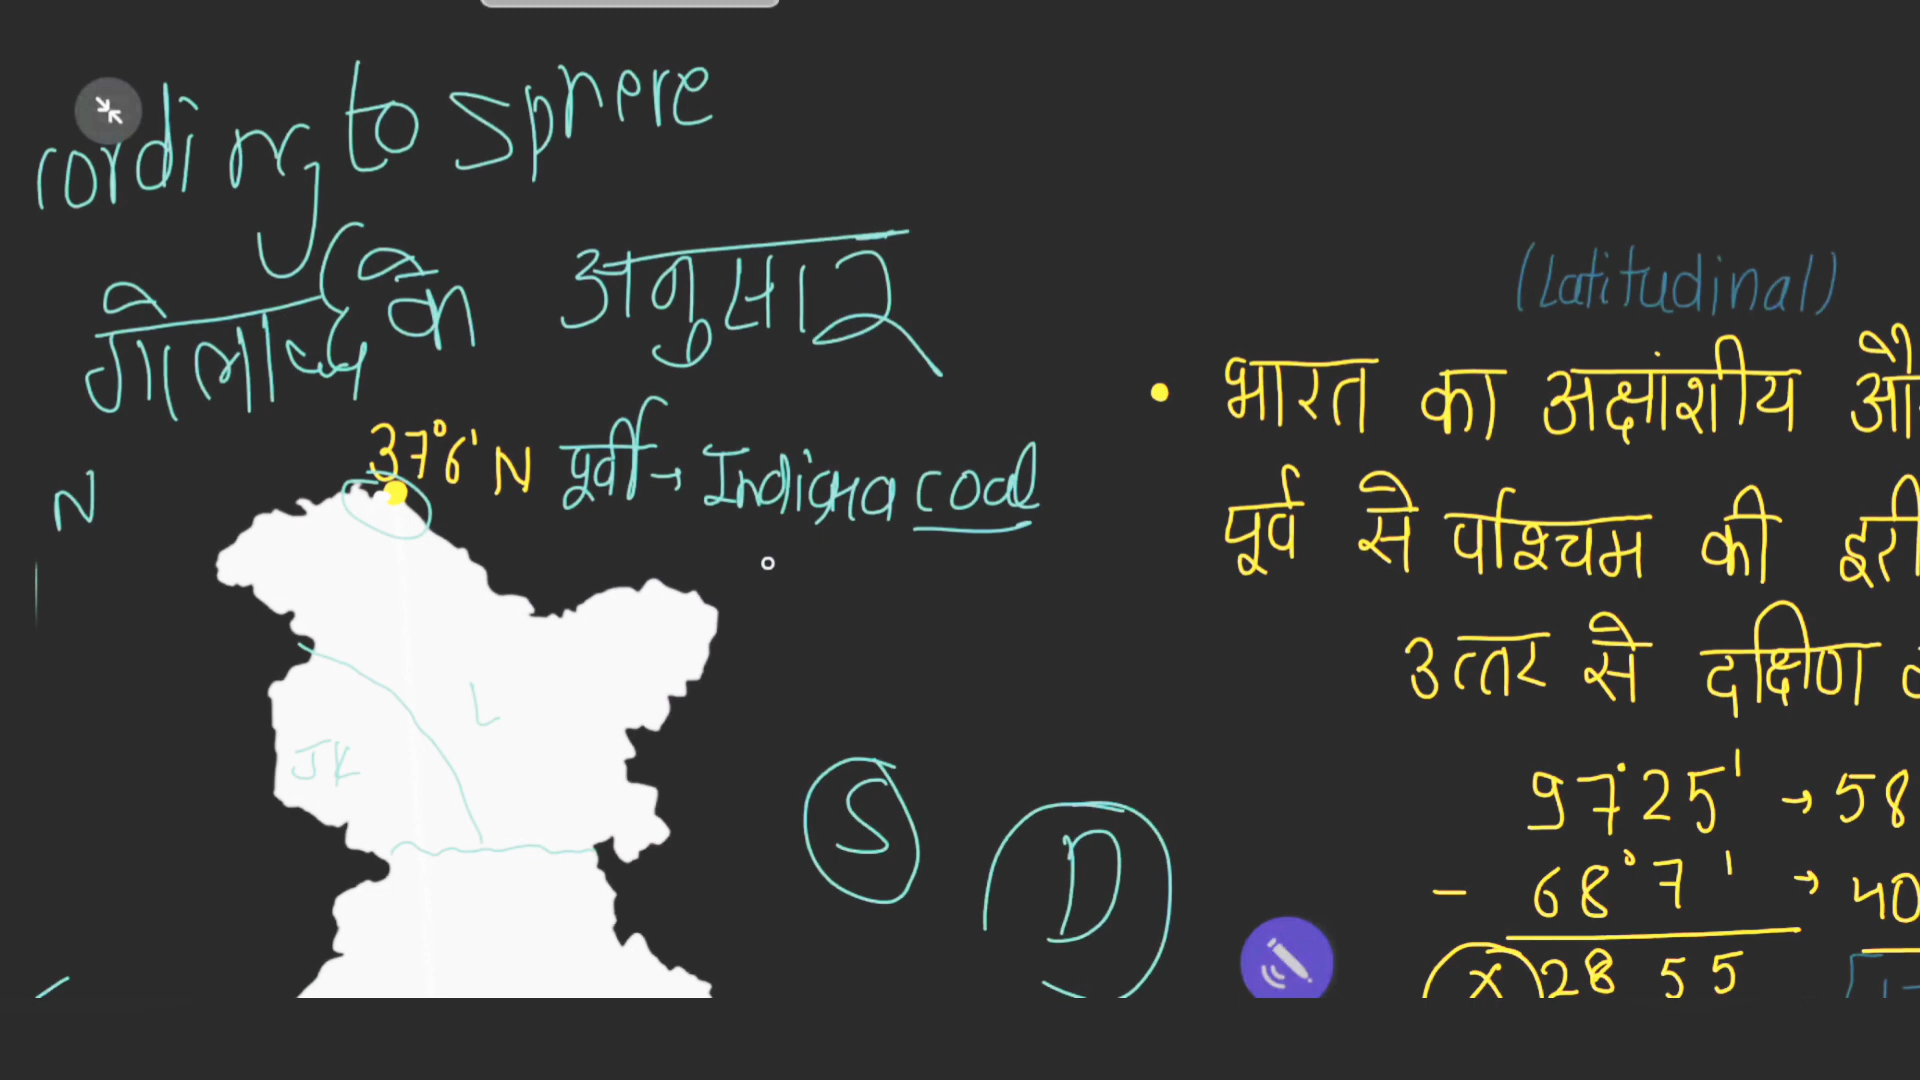 cording to sphere
गोलार्द्ध के अनुसार
37°6' N पूर्वी → Indira coal
N
L
JK
S
D
(Latitudinal)
• भारत का अक्षांशीय औ
पूर्व से पश्चिम की
उत्तर से दक्षिण
97°25' → 58
- 68°7' → 40
x 28 55